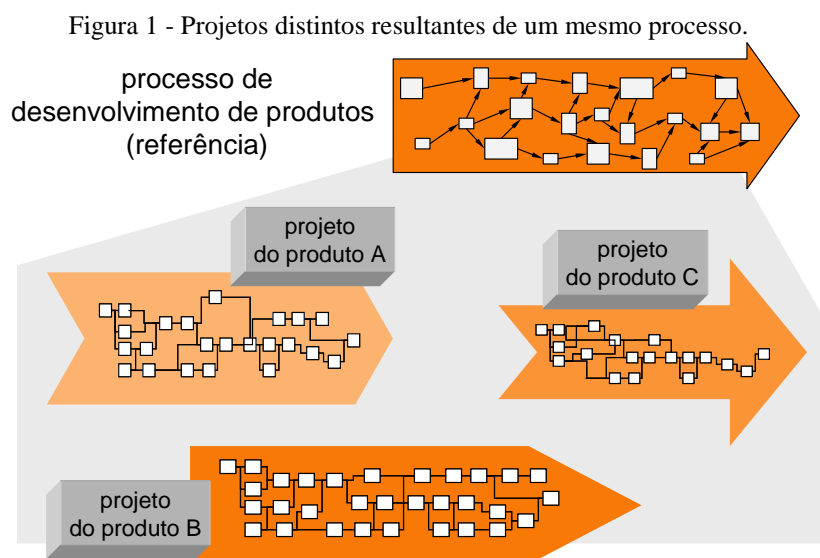 Figura 1 - Projetos distintos resultantes de um mesmo processo.
processo de
desenvolvimento de produtos
(referência)
projeto
do produto A
projeto
do produto C
projeto
do produto B